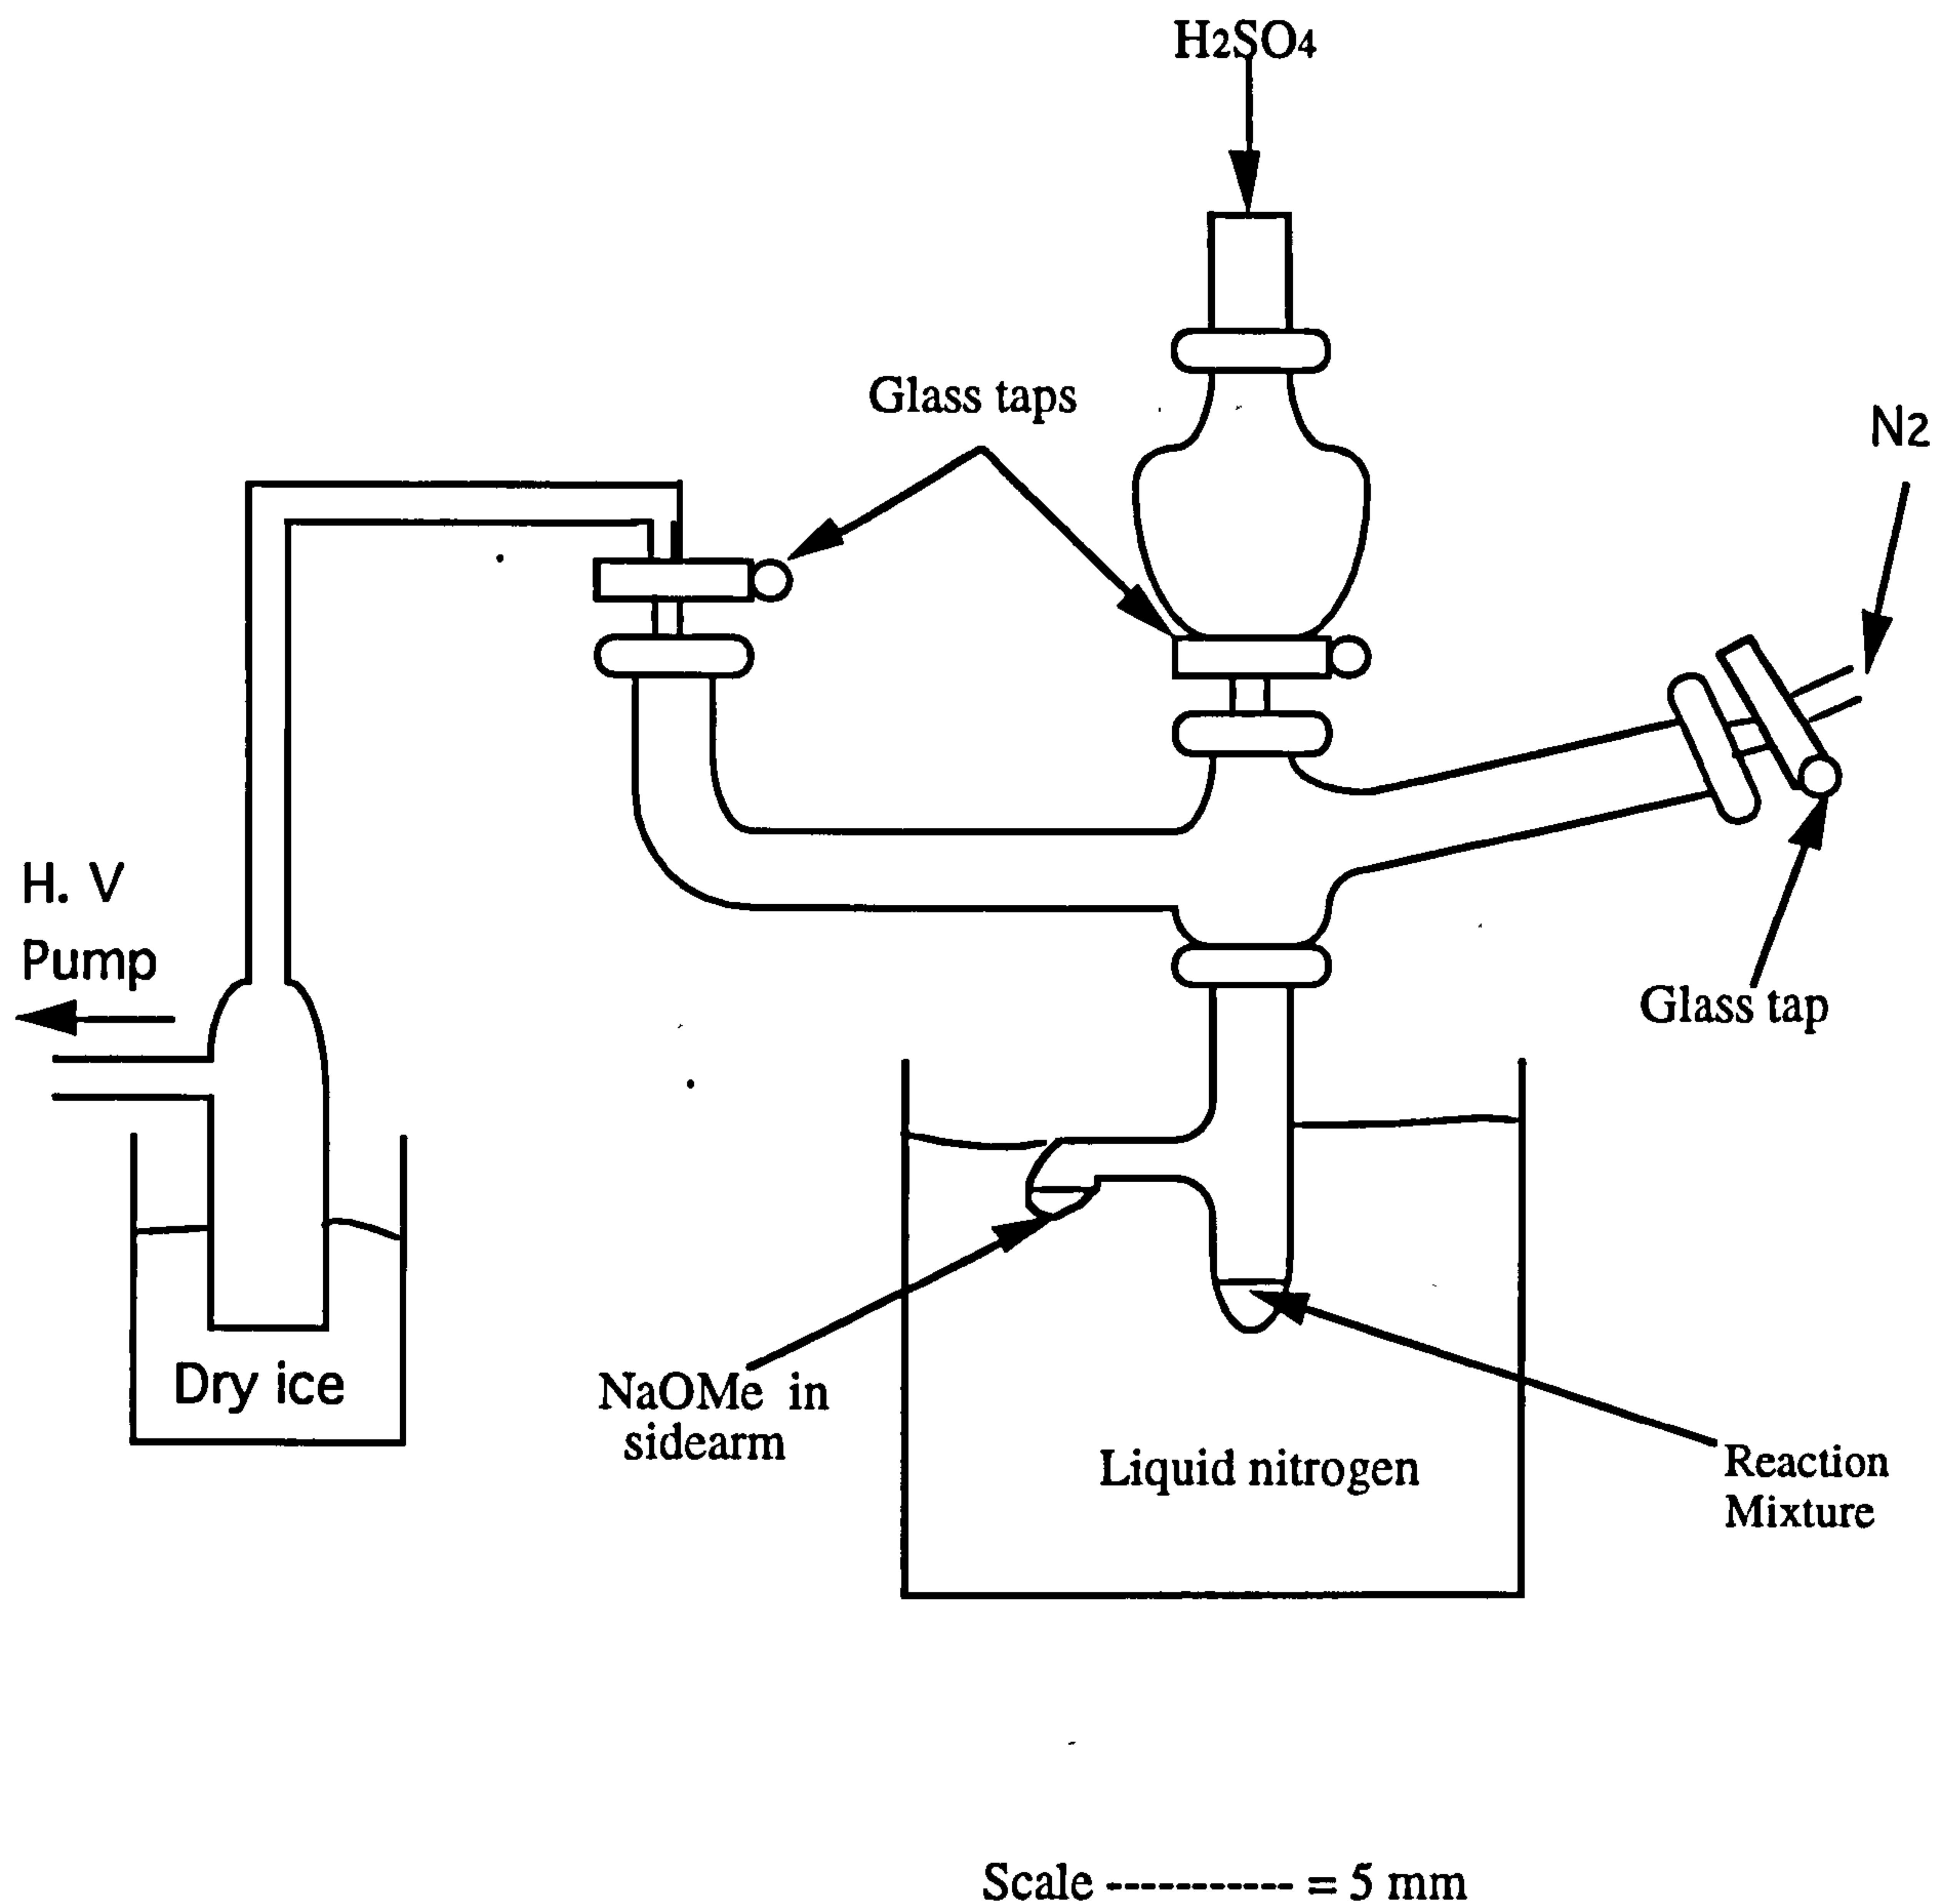 H2SO4
Glass taps
N2
H. V
Pump
Glass tap
Dry ice
NaOMe in
sidearm
Liquid nitrogen
Reaction
Mixture
Scale ----------- = 5 mm